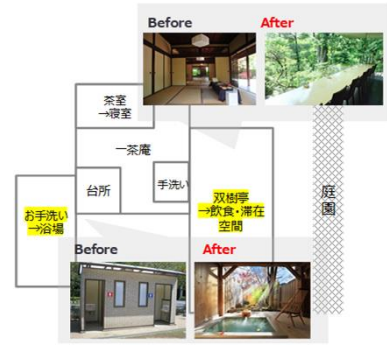 Before
After
茶室
→寝室
一茶庵
台所
手洗い
お手洗い
→浴場
双樹亭
→飲食・滞在
空間
庭
園
Before
After